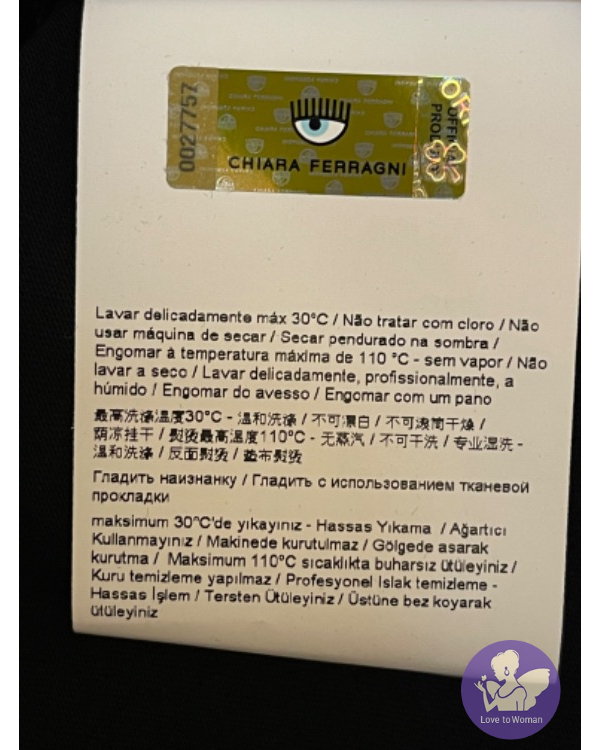 0027757
CHIARA FERRAGNI
Lavar delicadamente máx 30°C / Não tratar com cloro / Não
usar máquina de secar / Secar pendurado na sombra /
Engomar à temperatura máxima de 110 °C - sem vapor / Não
lavar a seco / Lavar delicadamente, profissionalmente, a
húmido / Engomar do avesso / Engomar com um pano
最高洗涤温度30°C - 温和洗涤 / 不可漂白 / 不可滚筒干燥 /
荫凉挂干 / 熨烫最高温度110°C - 无蒸汽 / 不可干洗 / 专业湿洗 -
温和洗涤 / 反面熨烫 / 垫布熨烫
Гладить наизнанку / Гладить с использованием тканевой
прокладки
maksimum 30°C'de yıkayınız - Hassas Yıkama / Ağartıcı
Kullanmayınız / Makinede kurutulmaz / Gölgede asarak
kurutma / Maksimum 110°C sıcaklıkta buharsız ütüleyiniz /
Kuru temizleme yapılmaz / Profesyonel Islak temizleme -
Hassas İşlem / Tersten Ütüleyiniz / Üstüne bez koyarak
ütüleyiniz
Love to Woman